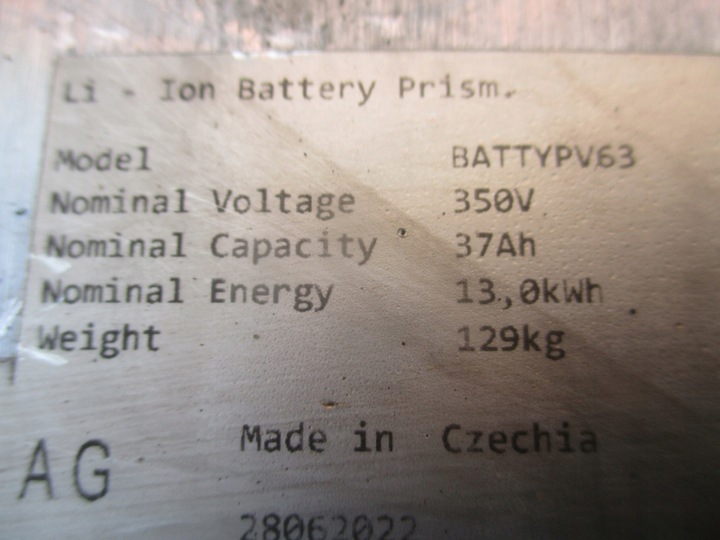 Li - Ion Battery Prism.
Model BATTYPV63
Nominal Voltage 350V
Nominal Capacity 37Ah
Nominal Energy 13,0kWh
Weight 129kg
Made in Czechia
AG
28062022